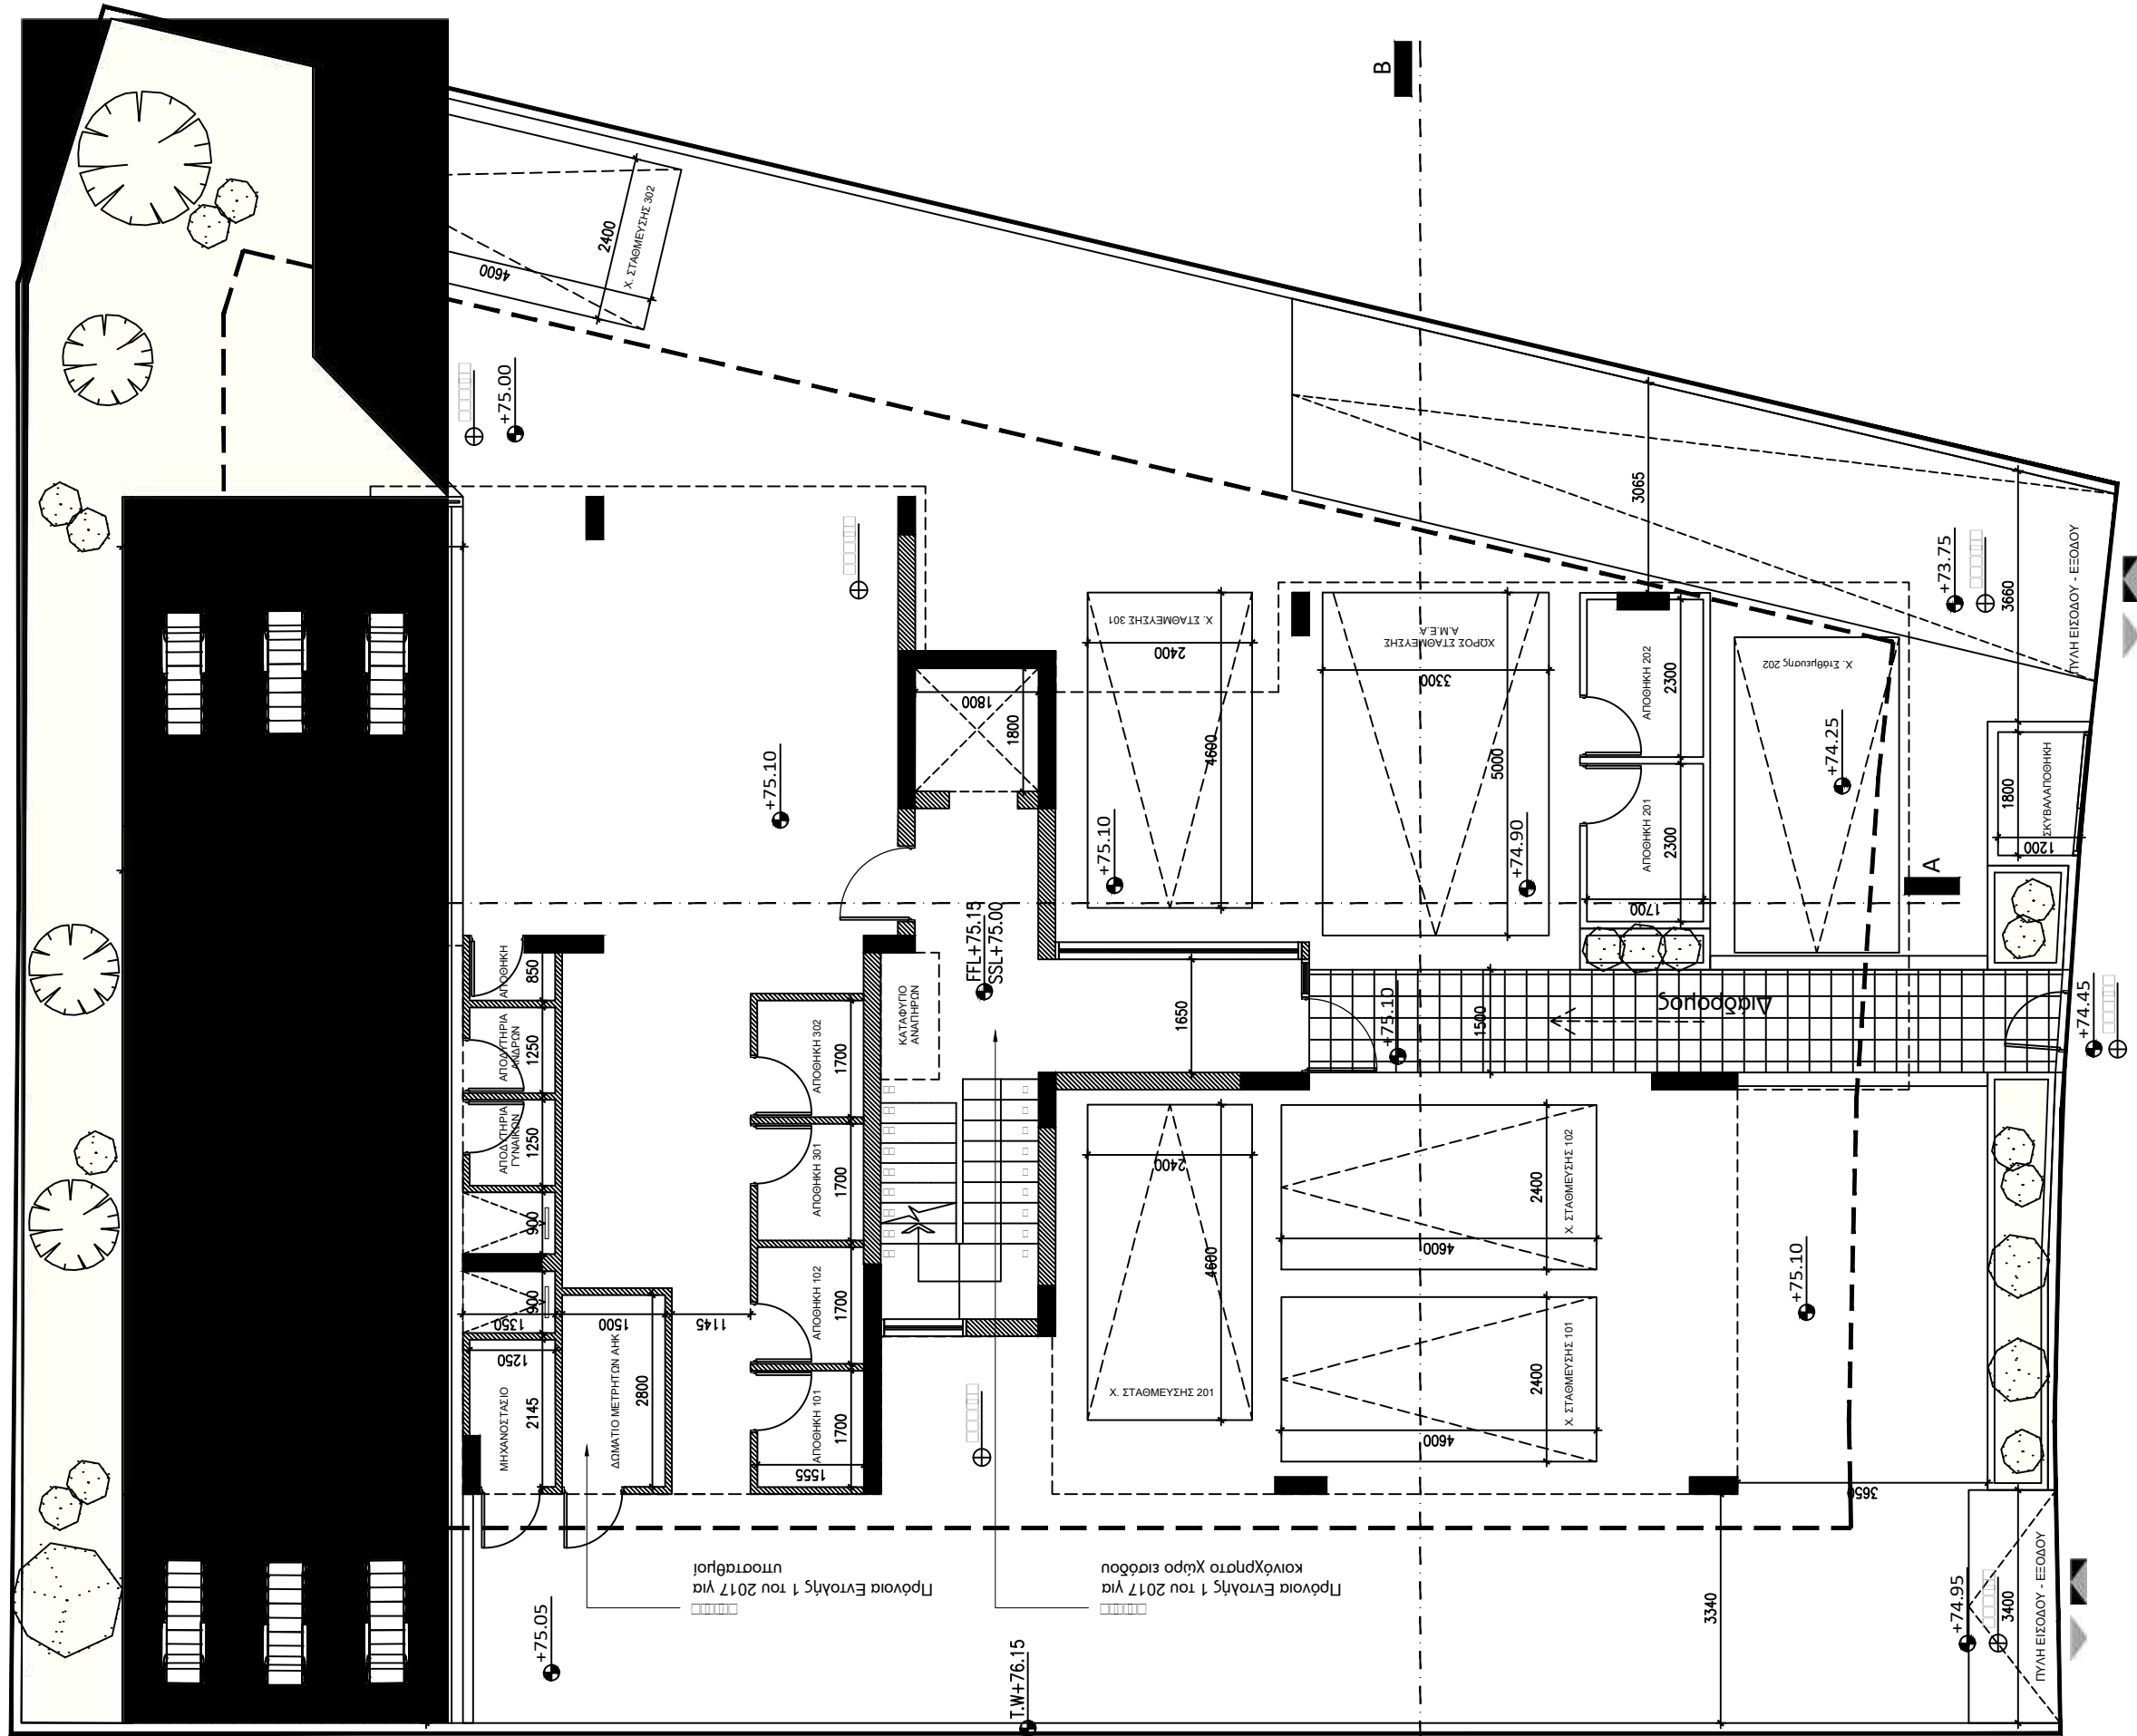 B
2400
Χ. ΣΤΑΘΜΕΥΣΗΣ 302
4600
+75.00
3065
+73.75
3660
ΠΥΛΗ ΕΙΣΟΔΟΥ - ΕΞΟΔΟΥ
Χ. ΣΤΑΘΜΕΥΣΗΣ 301
2400
4600
+75.10
ΧΩΡΟΣ ΣΤΑΘΜΕΥΣΗΣ
Α.Μ.Ε.Α
3300
5000
+74.90
ΑΠΟΘΗΚΗ 202
2300
ΑΠΟΘΗΚΗ 201
2300
1700
Χ. Στάθμευσης 202
+74.25
1800
ΣΚΥΒΑΛΑΠΟΘΗΚΗ
1200
A
1800
1800
+75.10
FFL+75.15
SSL+75.00
ΚΑΤΑΦΥΓΙΟ
ΑΝΑΠΗΡΩΝ
1650
+75.10
1500
Διάδρομος
+74.45
ΑΠΟΘΗΚΗ
850
ΑΠΟΔΥΤΗΡΙΑ
ΑΝΔΡΩΝ
1250
ΑΠΟΔΥΤΗΡΙΑ
ΓΥΝΑΙΚΩΝ
1250
900
900
1350
1500
1145
1250
ΜΗΧΑΝΟΣΤΑΣΙΟ
2145
ΔΩΜΑΤΙΟ ΜΕΤΡΗΤΩΝ ΑΗΚ
2800
ΑΠΟΘΗΚΗ 302
1700
ΑΠΟΘΗΚΗ 301
1700
ΑΠΟΘΗΚΗ 102
1700
ΑΠΟΘΗΚΗ 101
1700
1555
2400
4600
Χ. ΣΤΑΘΜΕΥΣΗΣ 201
2400
Χ. ΣΤΑΘΜΕΥΣΗΣ 102
4600
2400
Χ. ΣΤΑΘΜΕΥΣΗΣ 101
4600
+75.10
3650
Πρόνοια Εντολής 1 του 2017 για
υποσταθμοί
Πρόνοια Εντολής 1 του 2017 για
κοινόχρηστο χώρο εισόδου
+75.05
T.W+76.15
3340
+74.95
3400
ΠΥΛΗ ΕΙΣΟΔΟΥ - ΕΞΟΔΟΥ